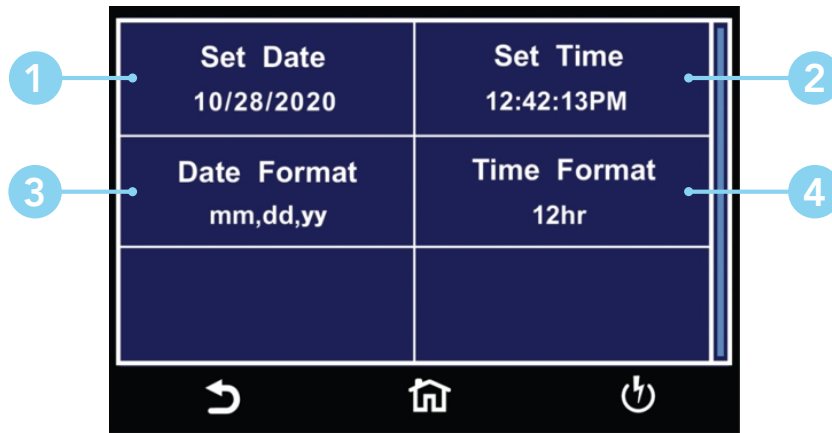 1
Set Date
10/28/2020
Set Time
12:42:13PM
2
3
Date Format
mm,dd,yy
Time Format
12hr
4